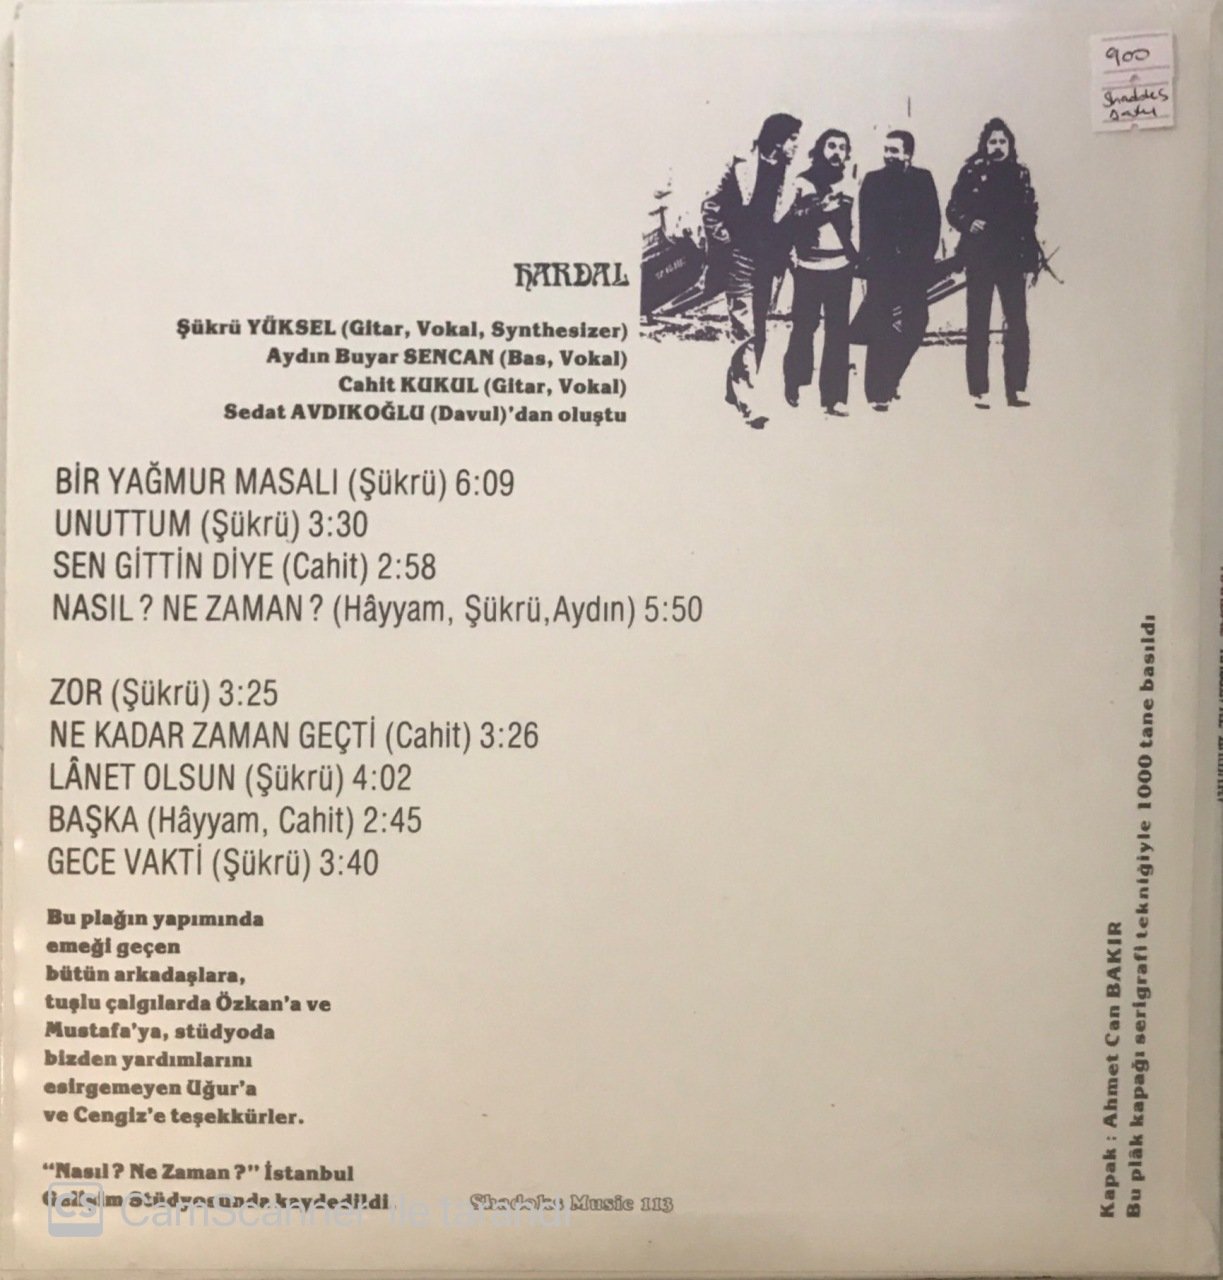 900
HARDAL
Şükrü YÜKSEL (Gitar, Vokal, Synthesizer)
Aydın Buyar SENCAN (Bas, Vokal)
Cahit KUKUL (Gitar, Vokal)
Sedat AVDIKOĞLU (Davul)'dan oluştu
BİR YAĞMUR MASALI (Şükrü) 6:09
UNUTTUM (Şükrü) 3:30
SEN GİTTİN DİYE (Cahit) 2:58
NASIL? NE ZAMAN? (Hâyyam, Şükrü,Aydın) 5:50
ZOR (Şükrü) 3:25
NE KADAR ZAMAN GEÇTİ (Cahit) 3:26
LÂNET OLSUN (Şükrü) 4:02
BAŞKA (Hâyyam, Cahit) 2:45
GECE VAKTİ (Şükrü) 3:40
Bu plağın yapımında
emeği geçen
bütün arkadaşlara,
tuşlu çalgılarda Özkan'a ve
Mustafa'ya, stüdyoda
bizden yardımlarını
esirgemeyen Uğur'a
ve Cengiz'e teşekkürler.
"Nasıl? Ne Zaman?" İstanbul
Gelişim Stüdyosunda kaydedildi.
Shadoks Music 113
Kapak : Ahmet Can BAKIR
Bu plâk kapağı serigrafi tekniğiyle 1000 tane basıldı
CS CamScanner ile tarandı